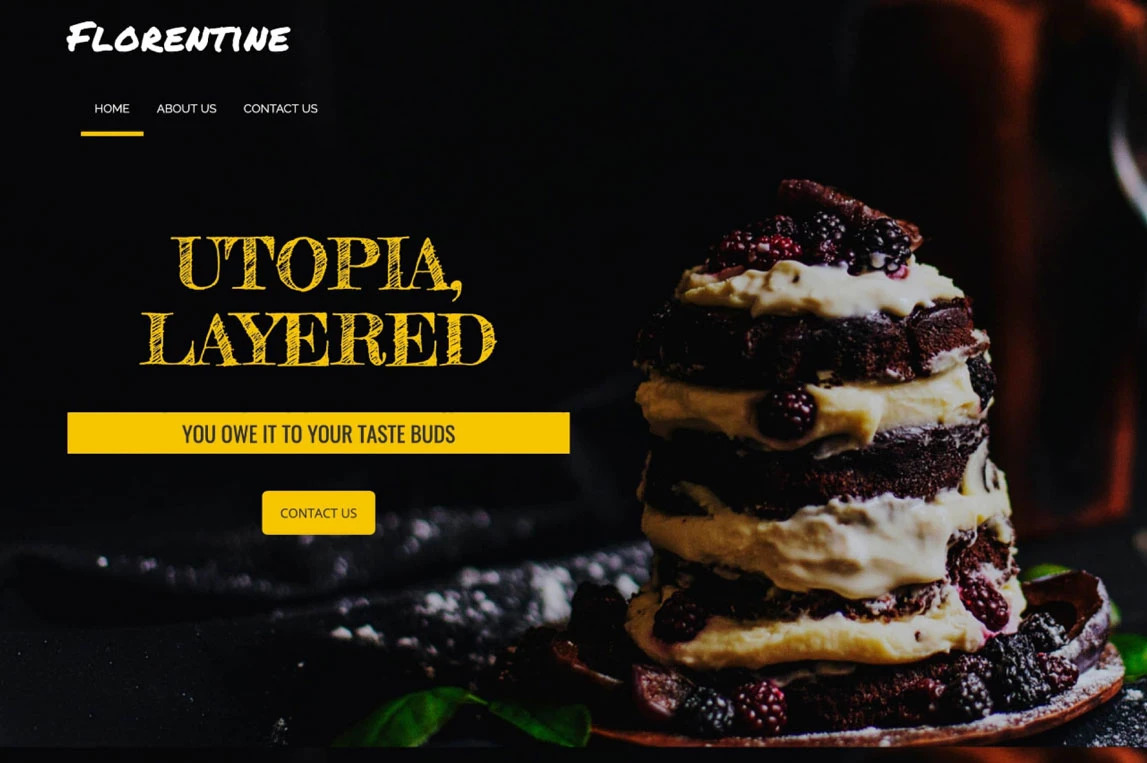 FLORENTINE
HOME ABOUT US CONTACT US
UTOPIA,
LAYERED
YOU OWE IT TO YOUR TASTE BUDS
CONTACT US